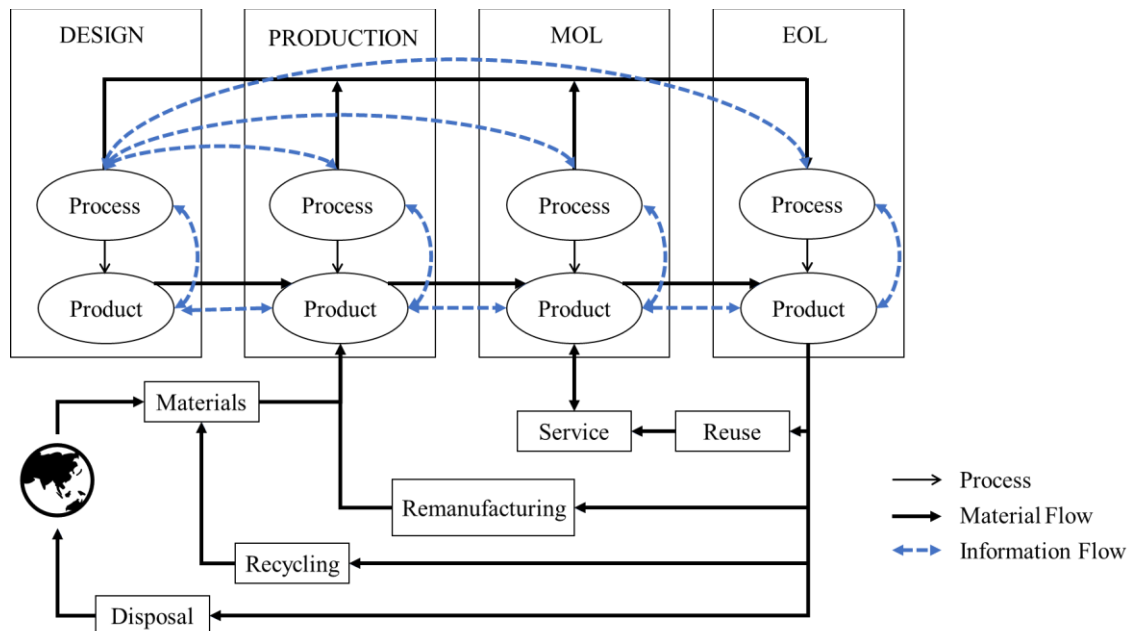 DESIGN
PRODUCTION
MOL
EOL
Process
Process
Process
Process
Product
Product
Product
Product
Materials
Service
Reuse
Remanufacturing
Recycling
Disposal
Process
Material Flow
Information Flow